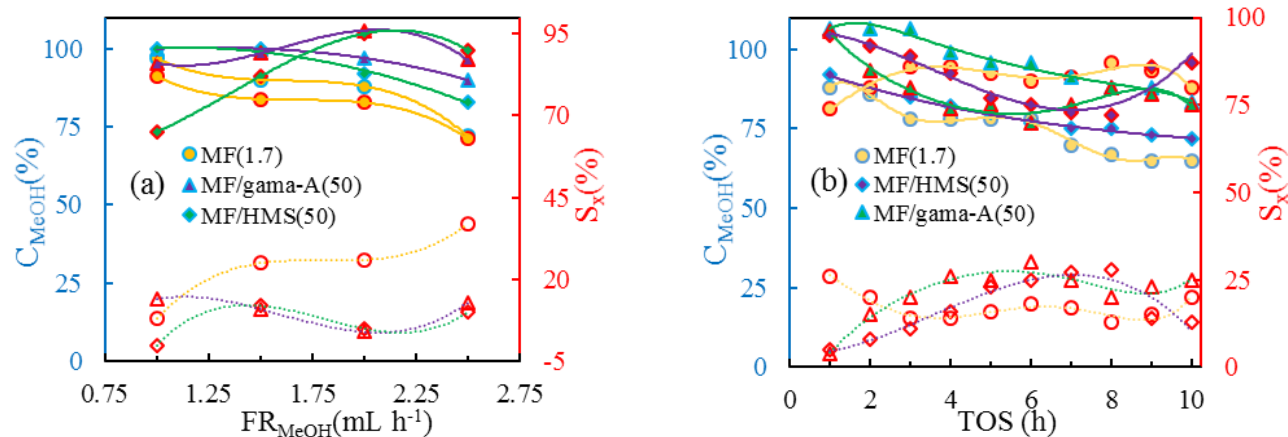 100
75
50
25
0
C_MeOH(%)
95
70
45
20
-5
S_x(%)
MF(1.7)
MF/gama-A(50)
MF/HMS(50)
(a)
0.75 1.25 1.75 2.25 2.75
FR_MeOH(mL h⁻¹)
100
75
50
25
0
C_MeOH(%)
100
75
50
25
0
S_x(%)
MF(1.7)
MF/HMS(50)
MF/gama-A(50)
(b)
0 2 4 6 8 10
TOS (h)